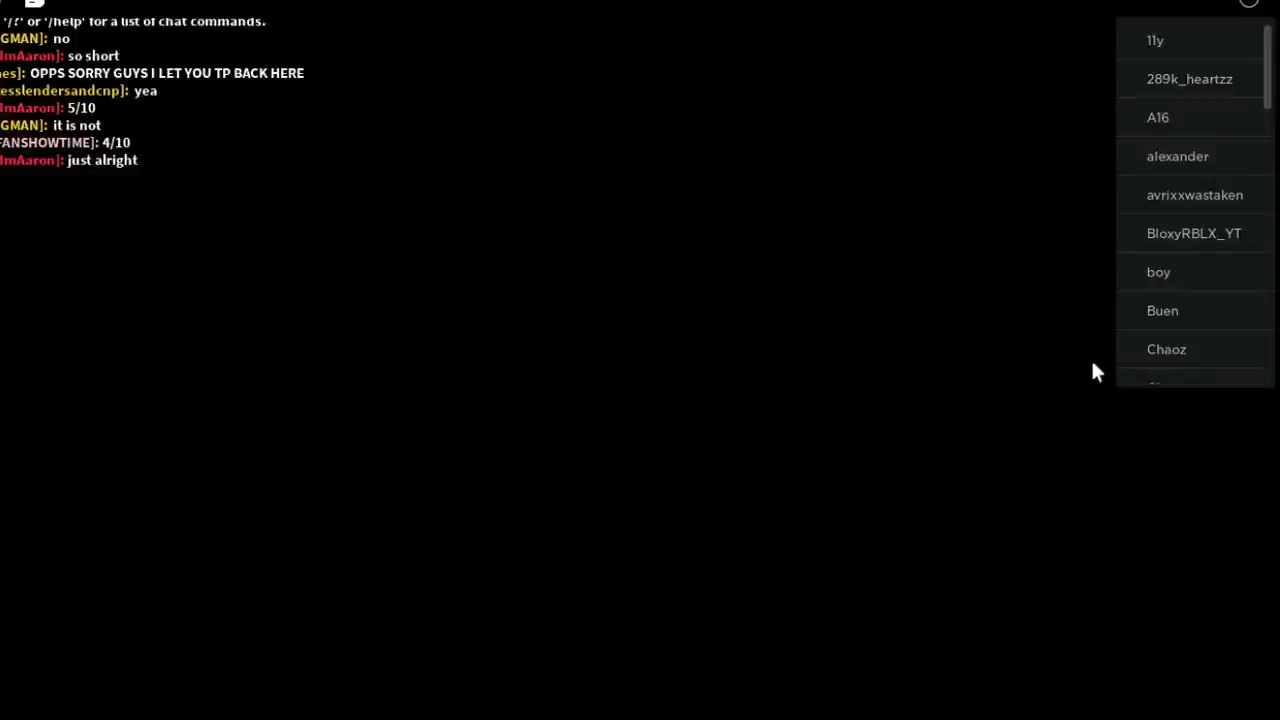 '/?' or '/help' for a list of chat commands.
GMAN]: no
ImAaron]: so short
es]: OPPS SORRY GUYS I LET YOU TP BACK HERE
esslendersandcnp]: yea
ImAaron]: 5/10
GMAN]: it is not
FANSHOWTIME]: 4/10
ImAaron]: just alright
11y
289k_heartzz
A16
alexander
avrixxwastaken
BloxyRBLX_YT
boy
Buen
Chaoz